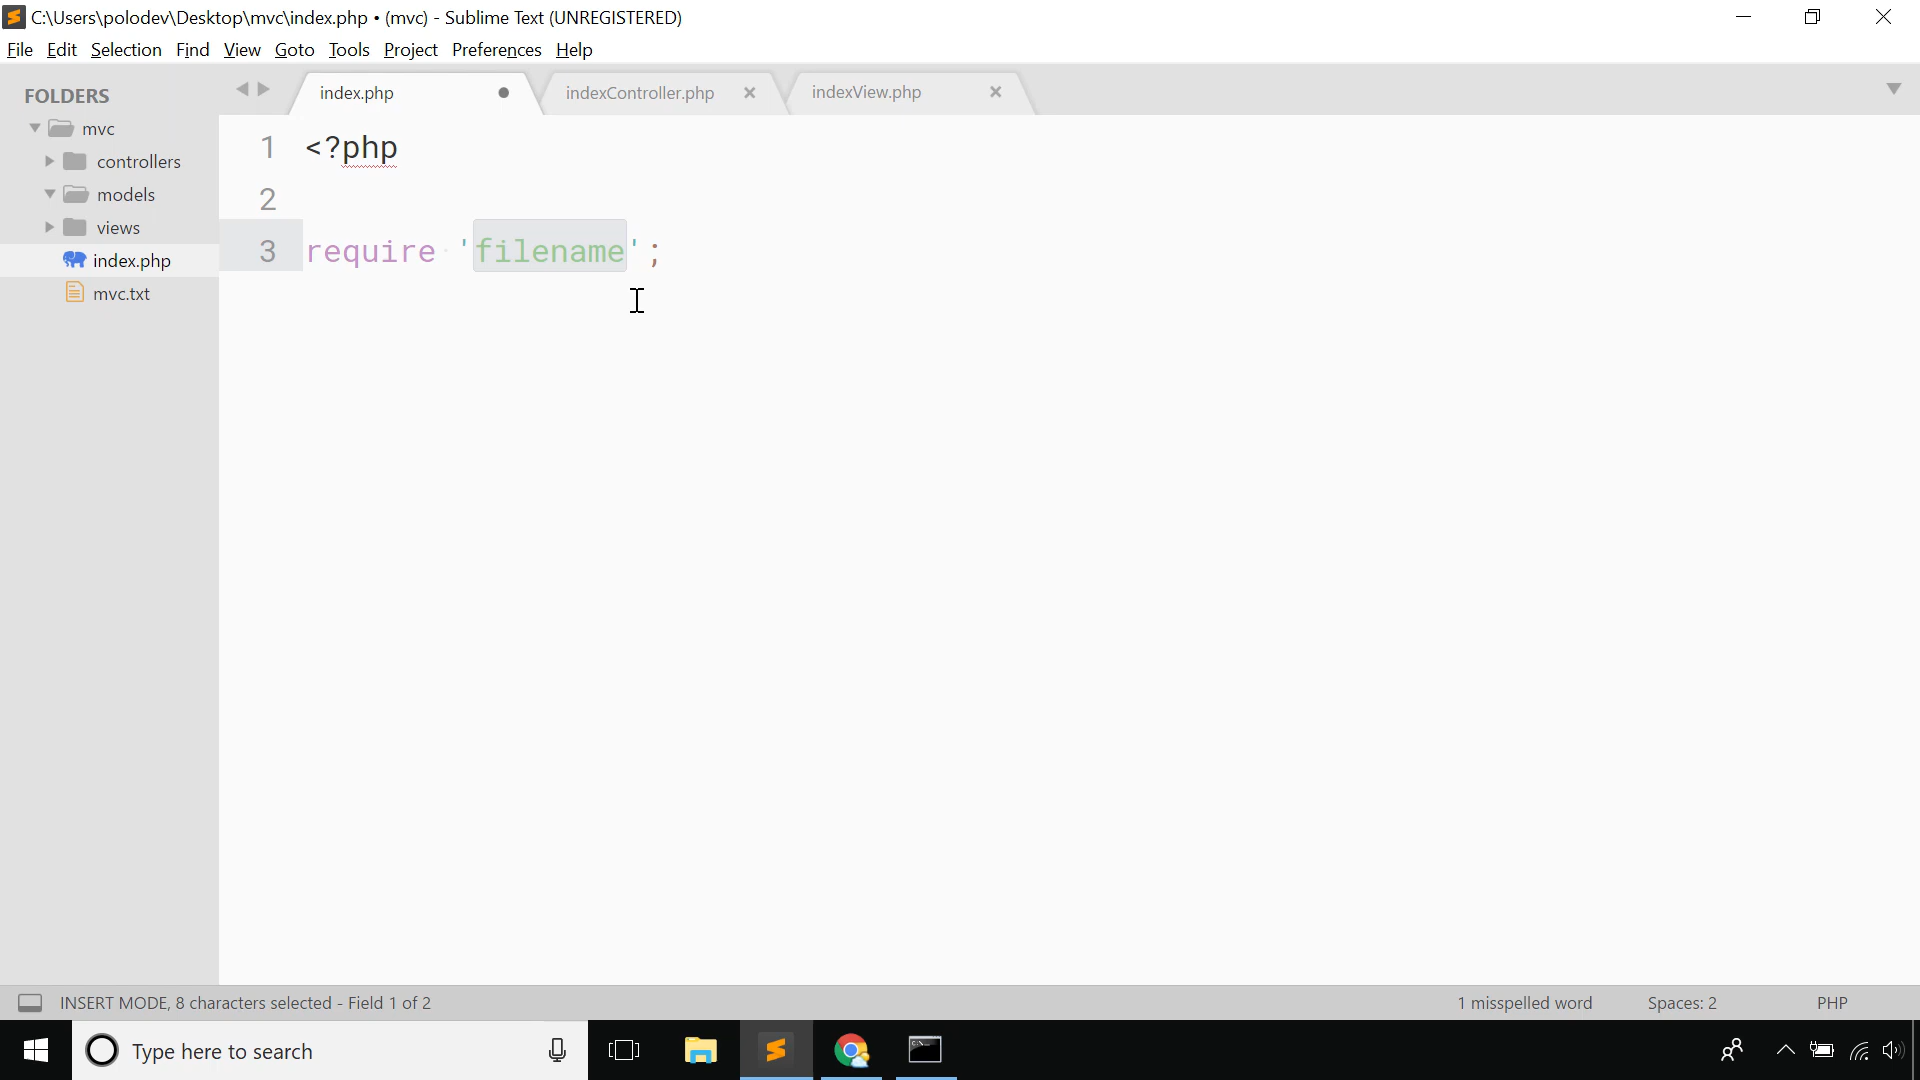 C:\Users\polodev\Desktop\mvc\index.php • (mvc) - Sublime Text (UNREGISTERED)
File Edit Selection Find View Goto Tools Project Preferences Help
FOLDERS
mvc
controllers
models
views
index.php
mvc.txt
index.php
indexController.php
indexView.php
1 <?php
2
3 require 'filename';
INSERT MODE, 8 characters selected - Field 1 of 2
1 misspelled word
Spaces: 2
PHP
Type here to search